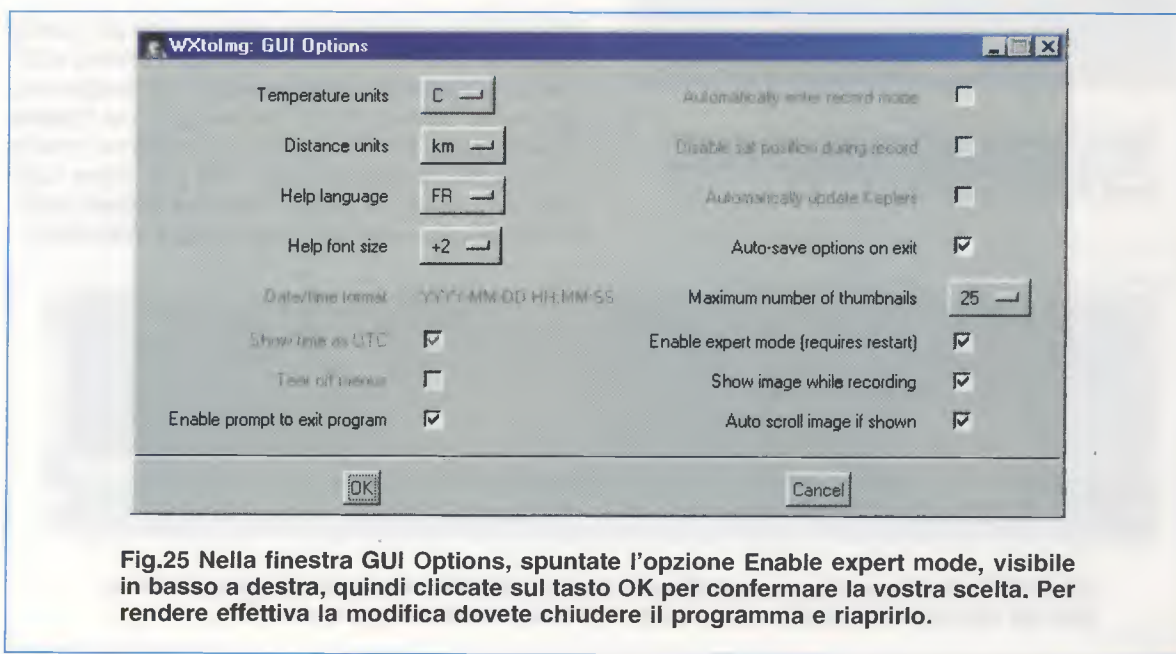 WXtoImg: GUI Options
Temperature units C
Distance units km
Help language FR
Help font size +2
Date/time format YYYY-MM-DD HH:MM:SS
Show time as UTC
Tear off menus
Enable prompt to exit program
Automatically enter record mode
Disable sat position during record
Automatically update Keplers
Auto-save options on exit
Maximum number of thumbnails 25
Enable expert mode (requires restart)
Show image while recording
Auto scroll image if shown
OK
Cancel
Fig.25 Nella finestra GUI Options, spuntate l'opzione Enable expert mode, visibile
in basso a destra, quindi cliccate sul tasto OK per confermare la vostra scelta. Per
rendere effettiva la modifica dovete chiudere il programma e riaprirlo.